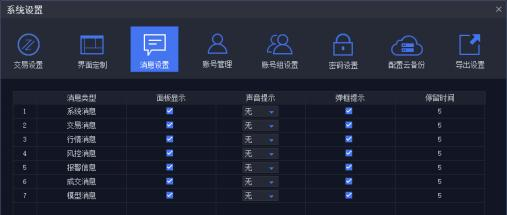 系统设置
交易设置 界面定制 消息设置 账号管理 账号组设置 密码设置 配置云备份 导出设置
消息类型 面板显示 声音提示 弹框提示 停留时间
1 系统消息 无 5
2 交易消息 无 5
3 行情消息 无 5
4 风控消息 无 5
5 报警信息 无 5
6 成交消息 无 5
7 模型消息 无 5